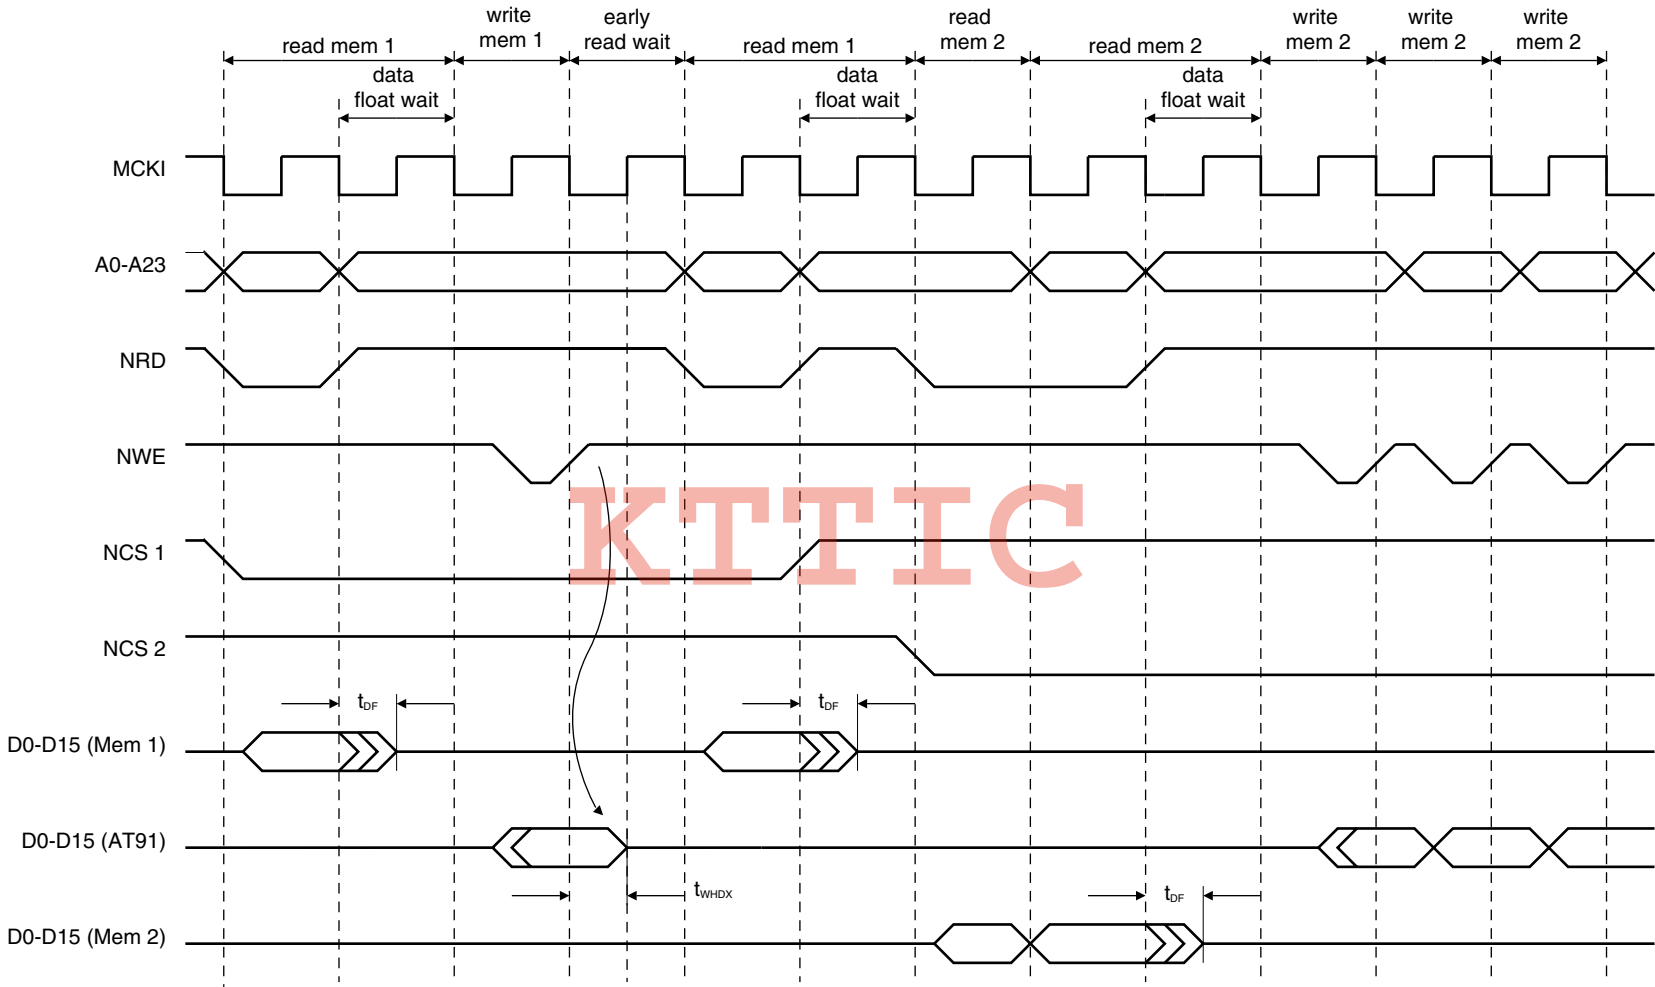 write early read write write write
read mem 1 mem 1 read wait read mem 1 mem 2 read mem 2 mem 2 mem 2 mem 2
data data data
float wait float wait float wait
MCKI
A0-A23
NRD
NWE
KTTIC
NCS 1
NCS 2
tDF tDF
D0-D15 (Mem 1)
D0-D15 (AT91)
tWHDX tDF
D0-D15 (Mem 2)